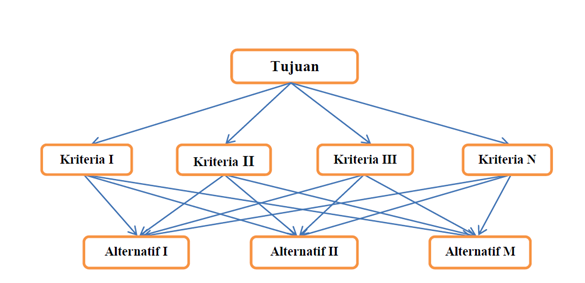 Tujuan
Kriteria I
Kriteria II
Kriteria III
Kriteria N
Alternatif I
Alternatif II
Alternatif M